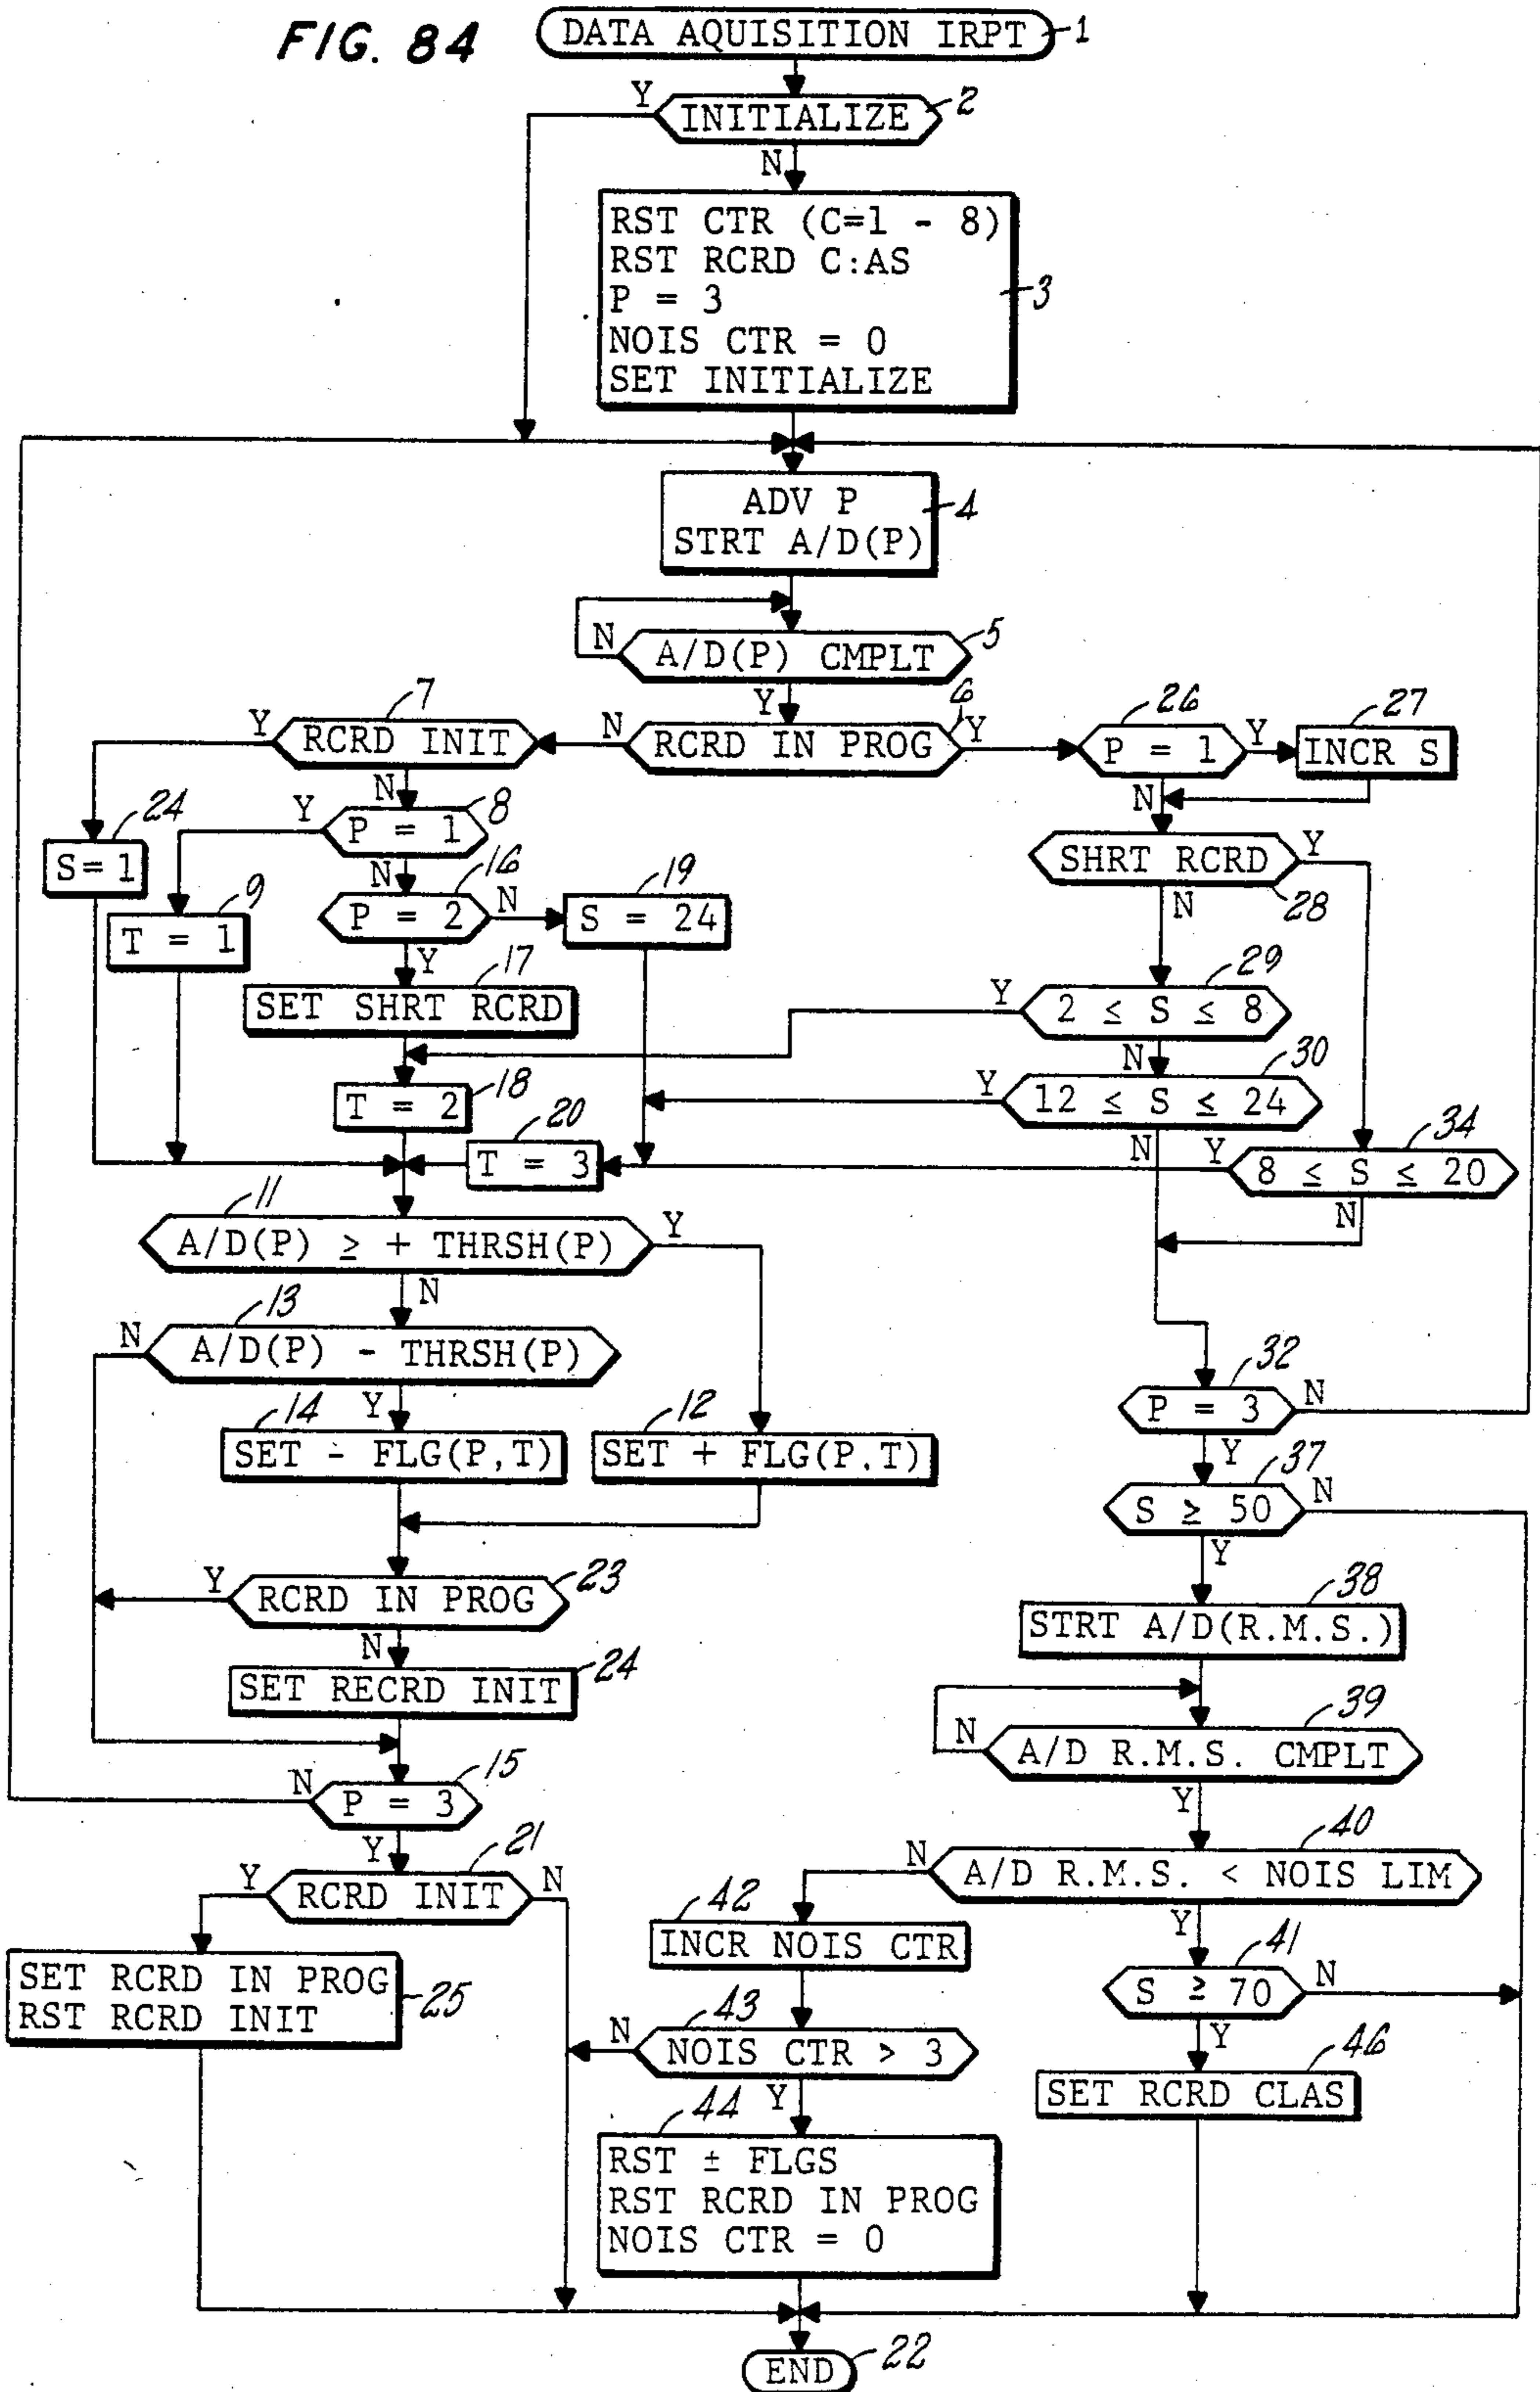 FIG. 84
DATA AQUISITION IRPT
1
Y
INITIALIZE
2
N
RST CTR (C=1 - 8)
RST RCRD C:AS
P = 3
NOIS CTR = 0
SET INITIALIZE
3
ADV P
STRT A/D(P)
4
N
A/D(P) CMPLT
5
Y
7
Y
RCRD INIT
N
RCRD IN PROG
6
Y
26
P = 1
Y
27
INCR S
N
N
24
S=1
Y
P = 1
8
SHRT RCRD
Y
28
N
9
T = 1
N
16
P = 2
N
19
S = 24
Y
17
SET SHRT RCRD
Y
2 ≤ S ≤ 8
29
N
T = 2
18
Y
12 ≤ S ≤ 24
30
N
20
T = 3
Y
8 ≤ S ≤ 20
34
N
11
A/D(P) ≥ + THRSH(P)
Y
N
13
N
A/D(P) - THRSH(P)
Y
32
P = 3
N
Y
14
SET - FLG(P,T)
12
SET + FLG(P.T)
37
S ≥ 50
N
Y
Y
RCRD IN PROG
23
N
38
STRT A/D(R.M.S.)
SET RECRD INIT
24
N
A/D R.M.S. CMPLT
39
Y
N
P = 3
15
Y
Y
RCRD INIT
21
N
N
A/D R.M.S. < NOIS LIM
40
Y
42
INCR NOIS CTR
S ≥ 70
41
N
Y
SET RCRD IN PROG
RST RCRD INIT
25
N
NOIS CTR > 3
43
Y
SET RCRD CLAS
46
44
RST ± FLGS
RST RCRD IN PROG
NOIS CTR = 0
END
22